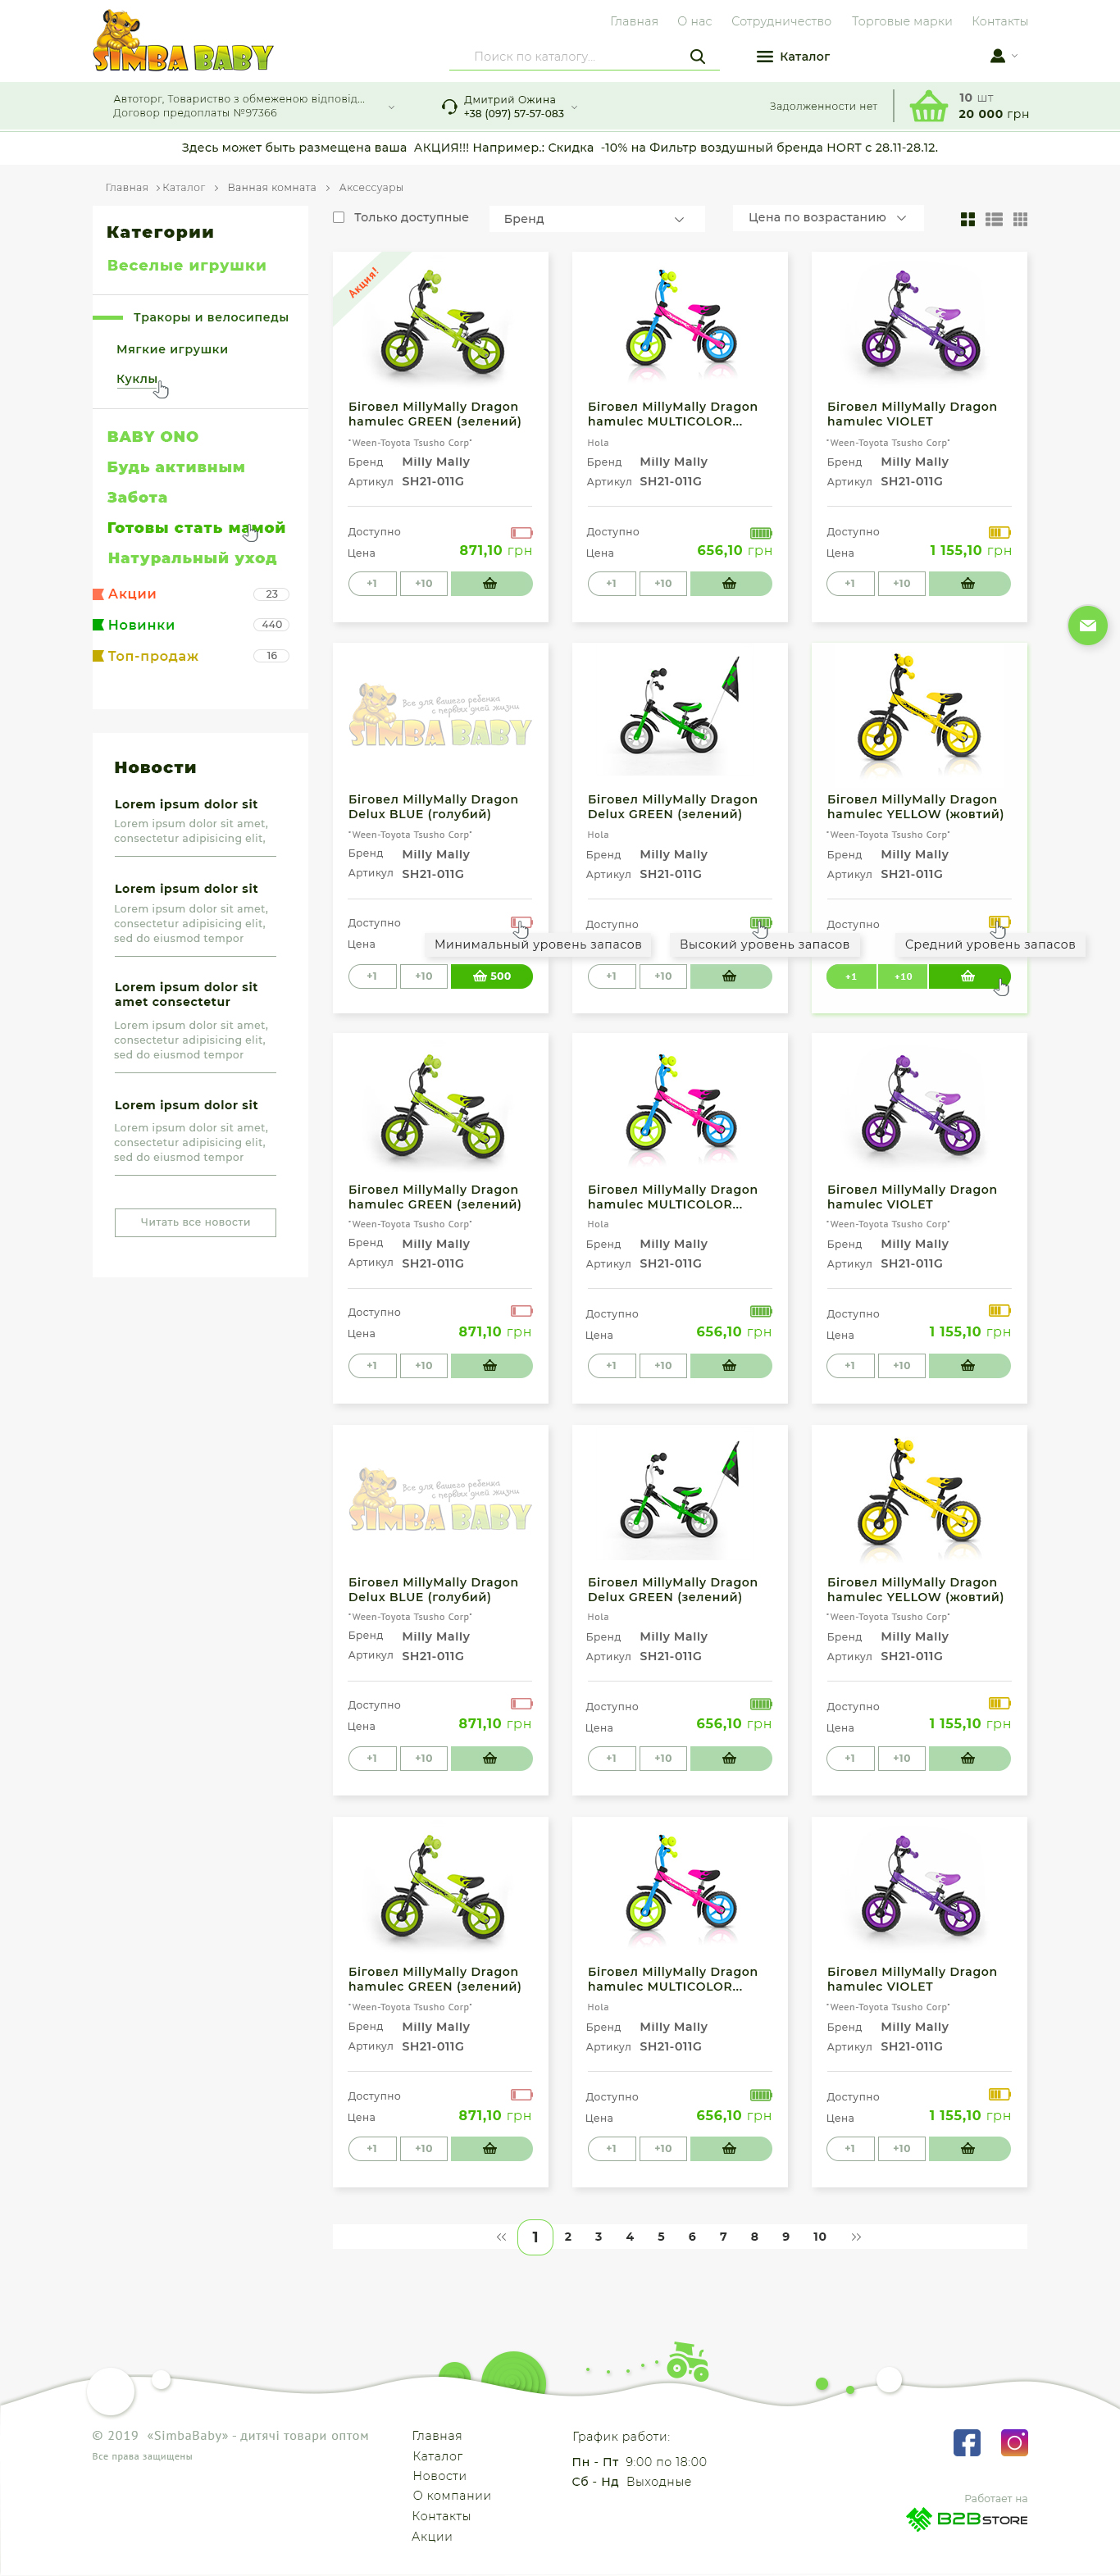 SIMBA BABY
Главная О нас Сотрудничество Торговые марки Контакты
Поиск по каталогу...
Каталог
Автоторг, Товариство з обмеженою відповід...
Договор предоплаты №97366
Дмитрий Ожина
+38 (097) 57-57-083
Задолженности нет
10 шт
20 000 грн
Здесь может быть размещена ваша АКЦИЯ!!! Например.: Скидка -10% на Фильтр воздушный бренда HORT с 28.11-28.12.
Главная > Каталог > Ванная комната > Аксессуары
Категории
Веселые игрушки
Тракоры и велосипеды
Мягкие игрушки
Куклы
BABY ONO
Будь активным
Забота
Готовы стать мамой
Натуральный уход
Акции 23
Новинки 440
Топ-продаж 16
Новости
Lorem ipsum dolor sit
Lorem ipsum dolor sit amet,
consectetur adipisicing elit,
Lorem ipsum dolor sit
Lorem ipsum dolor sit amet,
consectetur adipisicing elit,
sed do eiusmod tempor
Lorem ipsum dolor sit
amet consectetur
Lorem ipsum dolor sit amet,
consectetur adipisicing elit,
sed do eiusmod tempor
Lorem ipsum dolor sit
Lorem ipsum dolor sit amet,
consectetur adipisicing elit,
sed do eiusmod tempor
Читать все новости
Только доступные
Бренд
Цена по возрастанию
Акция!
Біговел MillyMally Dragon
hamulec GREEN (зелений)
"Ween-Toyota Tsusho Corp"
Бренд Milly Mally
Артикул SH21-011G
Доступно
Цена 871,10 грн
+1 +10
Біговел MillyMally Dragon
hamulec MULTICOLOR...
Hola
Бренд Milly Mally
Артикул SH21-011G
Доступно
Цена 656,10 грн
+1 +10
Біговел MillyMally Dragon
hamulec VIOLET
"Ween-Toyota Tsusho Corp"
Бренд Milly Mally
Артикул SH21-011G
Доступно
Цена 1 155,10 грн
+1 +10
Все для вашего ребенка
с первых дней жизни
SIMBA BABY
Біговел MillyMally Dragon
Delux BLUE (голубий)
"Ween-Toyota Tsusho Corp"
Бренд Milly Mally
Артикул SH21-011G
Доступно
Цена
Минимальный уровень запасов
+1 +10 500
Біговел MillyMally Dragon
Delux GREEN (зелений)
Hola
Бренд Milly Mally
Артикул SH21-011G
Доступно
Высокий уровень запасов
+1 +10
Біговел MillyMally Dragon
hamulec YELLOW (жовтий)
"Ween-Toyota Tsusho Corp"
Бренд Milly Mally
Артикул SH21-011G
Доступно
Средний уровень запасов
+1 +10
Біговел MillyMally Dragon
hamulec GREEN (зелений)
"Ween-Toyota Tsusho Corp"
Бренд Milly Mally
Артикул SH21-011G
Доступно
Цена 871,10 грн
+1 +10
Біговел MillyMally Dragon
hamulec MULTICOLOR...
Hola
Бренд Milly Mally
Артикул SH21-011G
Доступно
Цена 656,10 грн
+1 +10
Біговел MillyMally Dragon
hamulec VIOLET
"Ween-Toyota Tsusho Corp"
Бренд Milly Mally
Артикул SH21-011G
Доступно
Цена 1 155,10 грн
+1 +10
Все для вашего ребенка
с первых дней жизни
SIMBA BABY
Біговел MillyMally Dragon
Delux BLUE (голубий)
"Ween-Toyota Tsusho Corp"
Бренд Milly Mally
Артикул SH21-011G
Доступно
Цена 871,10 грн
+1 +10
Біговел MillyMally Dragon
Delux GREEN (зелений)
Hola
Бренд Milly Mally
Артикул SH21-011G
Доступно
Цена 656,10 грн
+1 +10
Біговел MillyMally Dragon
hamulec YELLOW (жовтий)
"Ween-Toyota Tsusho Corp"
Бренд Milly Mally
Артикул SH21-011G
Доступно
Цена 1 155,10 грн
+1 +10
Біговел MillyMally Dragon
hamulec GREEN (зелений)
"Ween-Toyota Tsusho Corp"
Бренд Milly Mally
Артикул SH21-011G
Доступно
Цена 871,10 грн
+1 +10
Біговел MillyMally Dragon
hamulec MULTICOLOR...
Hola
Бренд Milly Mally
Артикул SH21-011G
Доступно
Цена 656,10 грн
+1 +10
Біговел MillyMally Dragon
hamulec VIOLET
"Ween-Toyota Tsusho Corp"
Бренд Milly Mally
Артикул SH21-011G
Доступно
Цена 1 155,10 грн
+1 +10
<< 1 2 3 4 5 6 7 8 9 10 >>
© 2019 «SimbaBaby» - дитячі товари оптом
Все права защищены
Главная
Каталог
Новости
О компании
Контакты
Акции
График работи:
Пн - Пт 9:00 по 18:00
Сб - Нд Выходные
Работает на
B2BSTORE